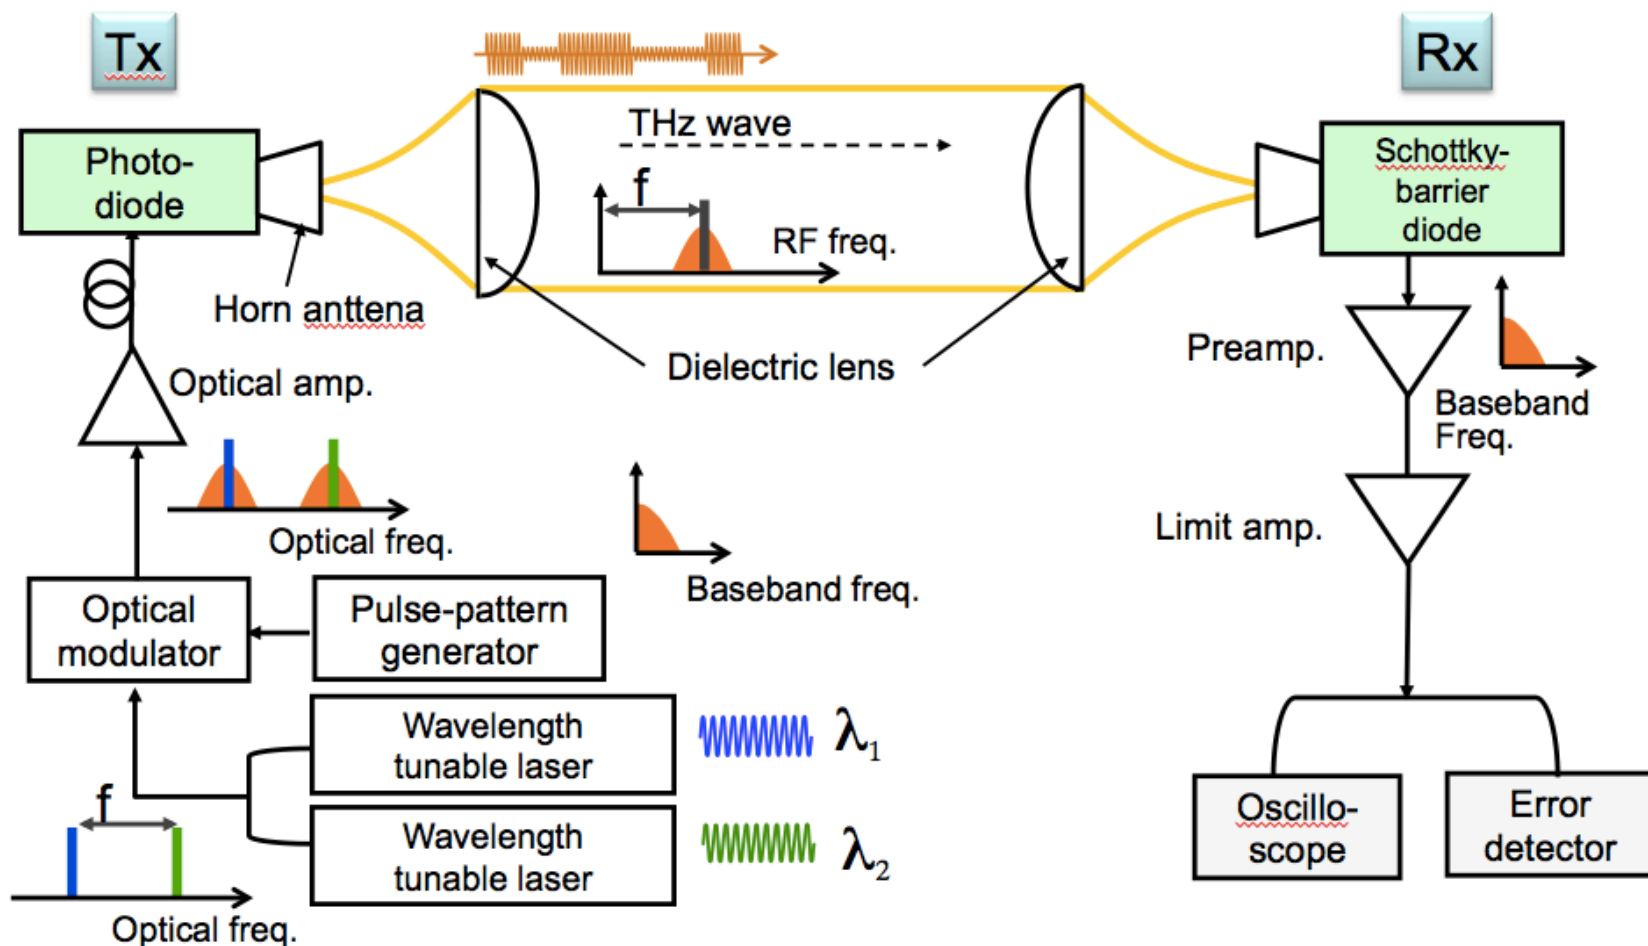 Tx
Rx
Photo-
diode
THz wave
f
RF freq.
Schottky-
barrier
diode
Horn anttena
Dielectric lens
Preamp.
Optical amp.
Baseband
Freq.
Optical freq.
Limit amp.
Baseband freq.
Optical
modulator
Pulse-pattern
generator
Wavelength
tunable laser
λ1
f
Wavelength
tunable laser
λ2
Optical freq.
Oscillo-
scope
Error
detector